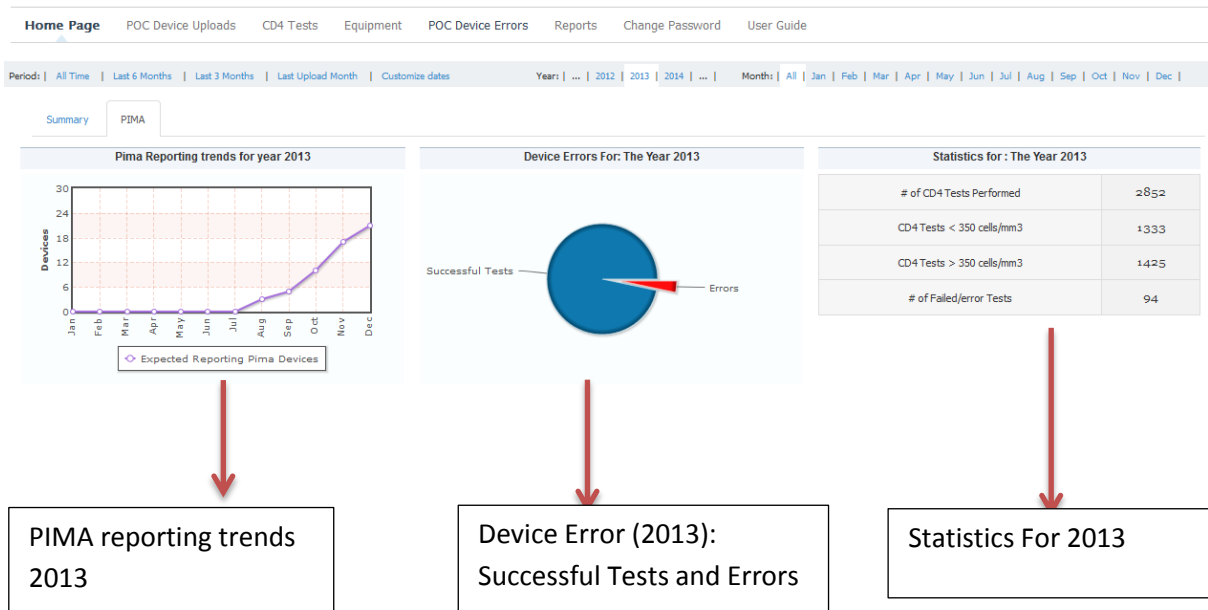 Home Page POC Device Uploads CD4 Tests Equipment POC Device Errors Reports Change Password User Guide
Period: | All Time | Last 6 Months | Last 3 Months | Last Upload Month | Customize dates Year: | ... | 2012 | 2013 | 2014 | ... | Month: | All | Jan | Feb | Mar | Apr | May | Jun | Jul | Aug | Sep | Oct | Nov | Dec |
Summary PIMA
Pima Reporting trends for year 2013
Devices
30
24
18
12
6
0
Jan Feb Mar Apr May Jun Jul Aug Sep Oct Nov Dec
Expected Reporting Pima Devices
Device Errors For: The Year 2013
Successful Tests
Errors
Statistics for : The Year 2013
# of CD4 Tests Performed 2852
CD4 Tests < 350 cells/mm3 1333
CD4 Tests > 350 cells/mm3 1425
# of Failed/error Tests 94
PIMA reporting trends
2013
Device Error (2013):
Successful Tests and Errors
Statistics For 2013